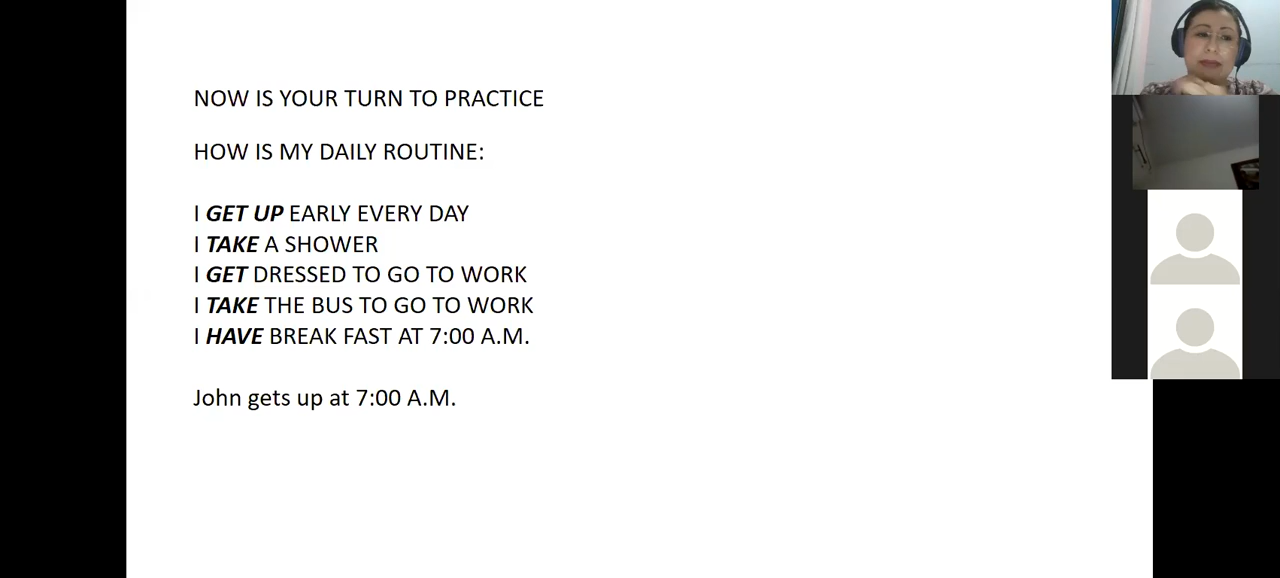 NOW IS YOUR TURN TO PRACTICE
HOW IS MY DAILY ROUTINE:
I GET UP EARLY EVERY DAY
I TAKE A SHOWER
I GET DRESSED TO GO TO WORK
I TAKE THE BUS TO GO TO WORK
I HAVE BREAK FAST AT 7:00 A.M.
John gets up at 7:00 A.M.